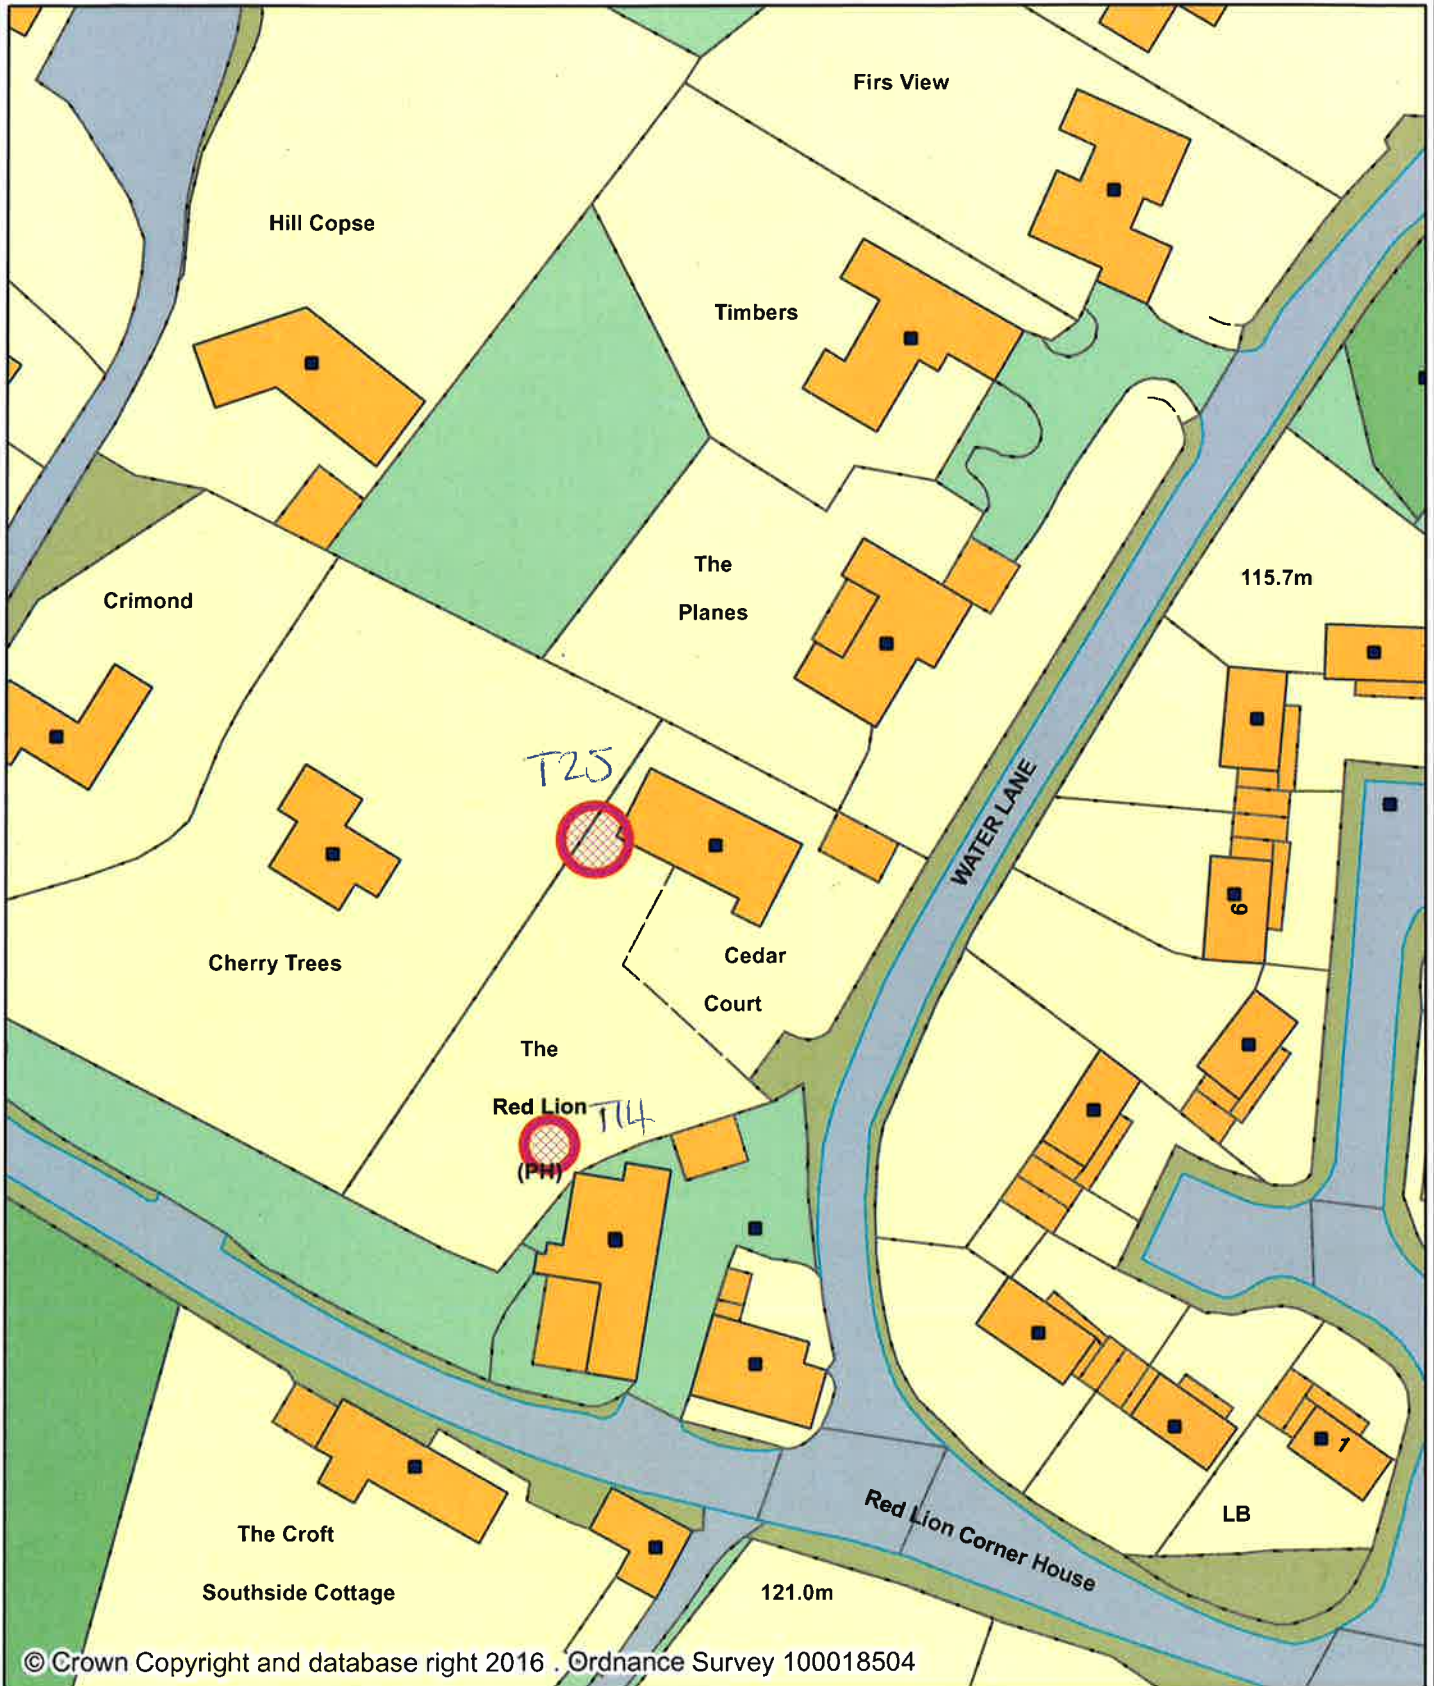 Firs View
Hill Copse
Timbers
The
Planes
115.7m
Crimond
T25
WATER LANE
6
Cherry Trees
Cedar
Court
The
Red Lion
T14
(PH)
1
Red Lion Corner House
LB
The Croft
Southside Cottage
121.0m
© Crown Copyright and database right 2016 . Ordnance Survey 100018504